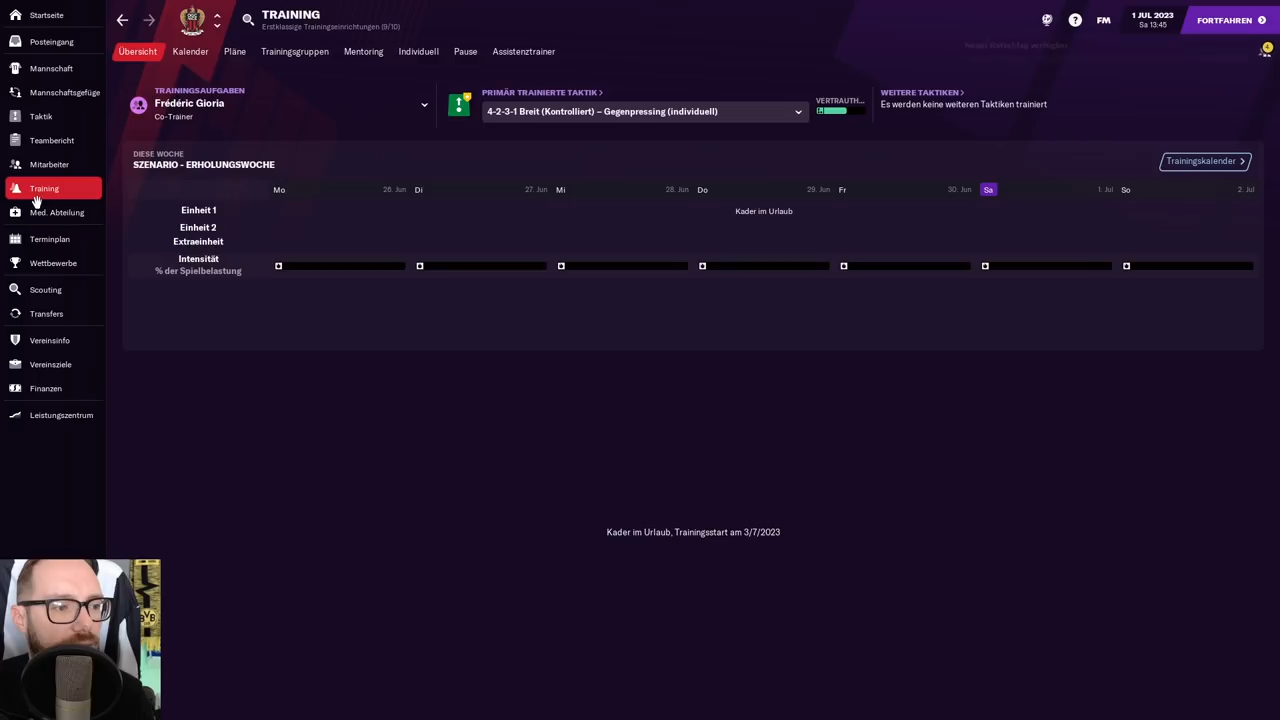 Startseite
Posteingang
Mannschaft
Mannschaftsgefüge
Taktik
Teambericht
Mitarbeiter
Training
Med. Abteilung
Terminplan
Wettbewerbe
Scouting
Transfers
Vereinsinfo
Vereinsziele
Finanzen
Leistungszentrum
TRAINING
Erstklassige Trainingseinrichtungen (9/10)
FM
1 JUL 2023
Sa 13:45
FORTFAHREN
Übersicht Kalender Pläne Trainingsgruppen Mentoring Individuell Pause Assistenztrainer
TRAININGSAUFGABEN
Frédéric Gioria
Co-Trainer
PRIMÄR TRAINIERTE TAKTIK
4-2-3-1 Breit (Kontrolliert) – Gegenpressing (individuell)
VERTRAUTH...
WEITERE TAKTIKEN
Es werden keine weiteren Taktiken trainiert
DIESE WOCHE
SZENARIO - ERHOLUNGSWOCHE
Trainingskalender
Mo 26. Jun Di 27. Jun Mi 28. Jun Do 29. Jun Fr 30. Jun Sa 1. Jul So 2. Jul
Einheit 1 Kader im Urlaub
Einheit 2
Extraeinheit
Intensität
% der Spielbelastung
Kader im Urlaub, Trainingsstart am 3/7/2023
BVB